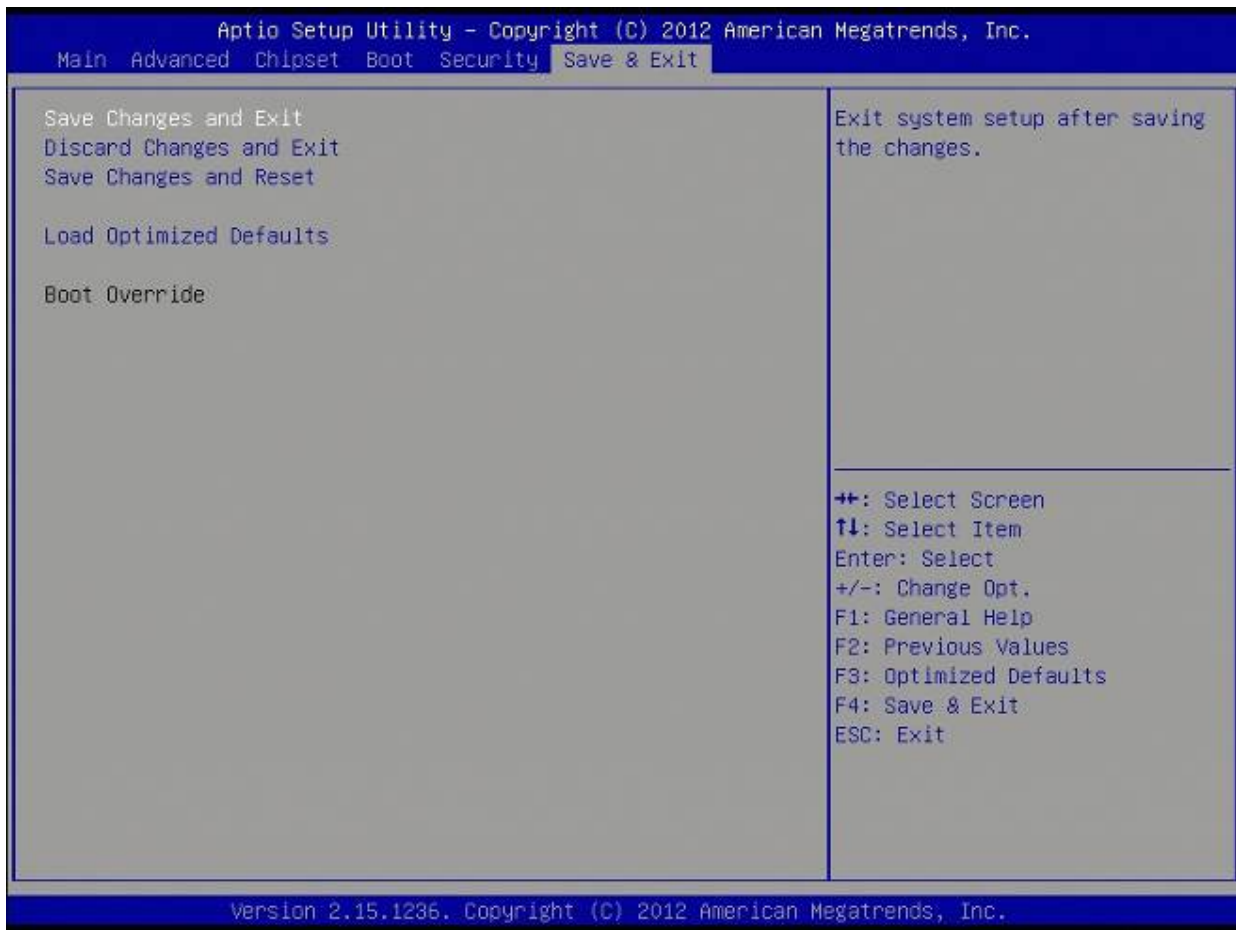 Aptio Setup Utility – Copyright (C) 2012 American Megatrends, Inc.
Main Advanced Chipset Boot Security Save & Exit
Save Changes and Exit
Discard Changes and Exit
Save Changes and Reset
Load Optimized Defaults
Boot Override
Exit system setup after saving
the changes.
→←: Select Screen
↑↓: Select Item
Enter: Select
+/-: Change Opt.
F1: General Help
F2: Previous Values
F3: Optimized Defaults
F4: Save & Exit
ESC: Exit
Version 2.15.1236. Copyright (C) 2012 American Megatrends, Inc.